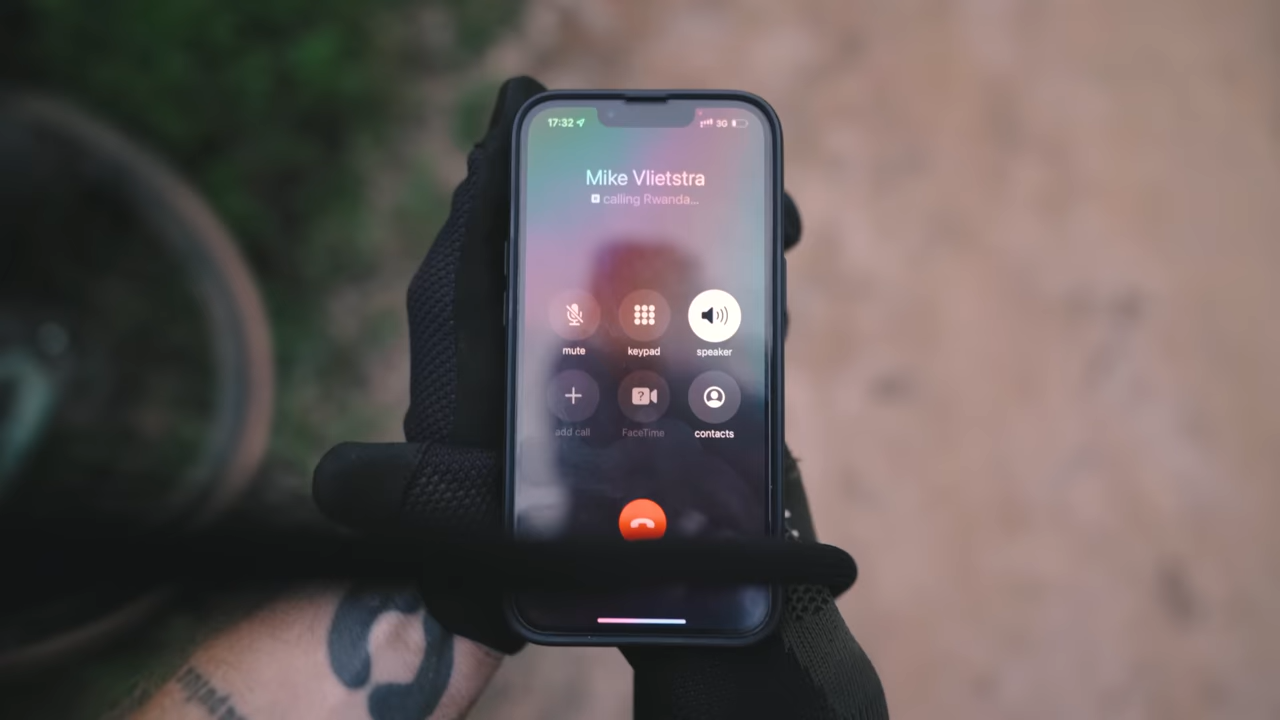 17:32 3G
Mike Vlietstra
calling Rwanda...
mute keypad speaker
?
add call FaceTime contacts